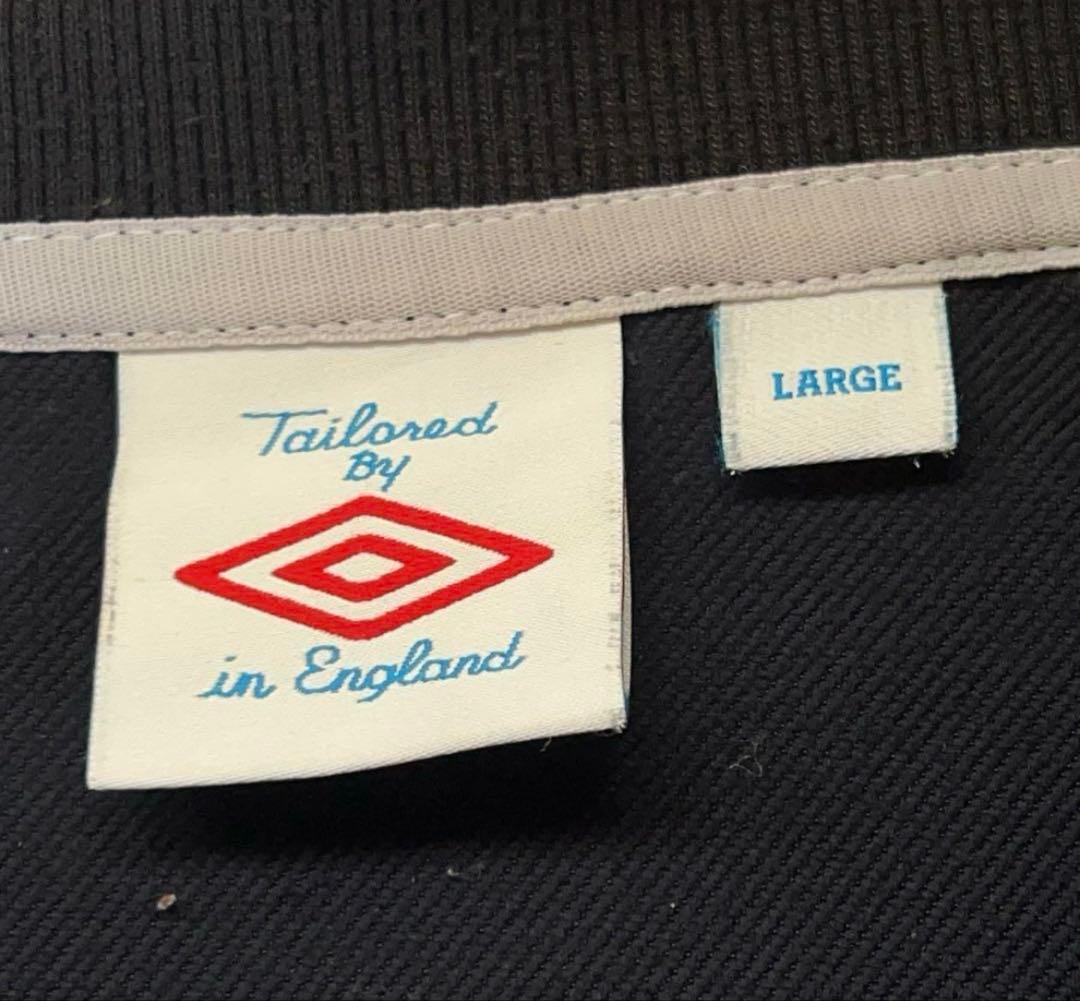 Tailored
By
in England
LARGE